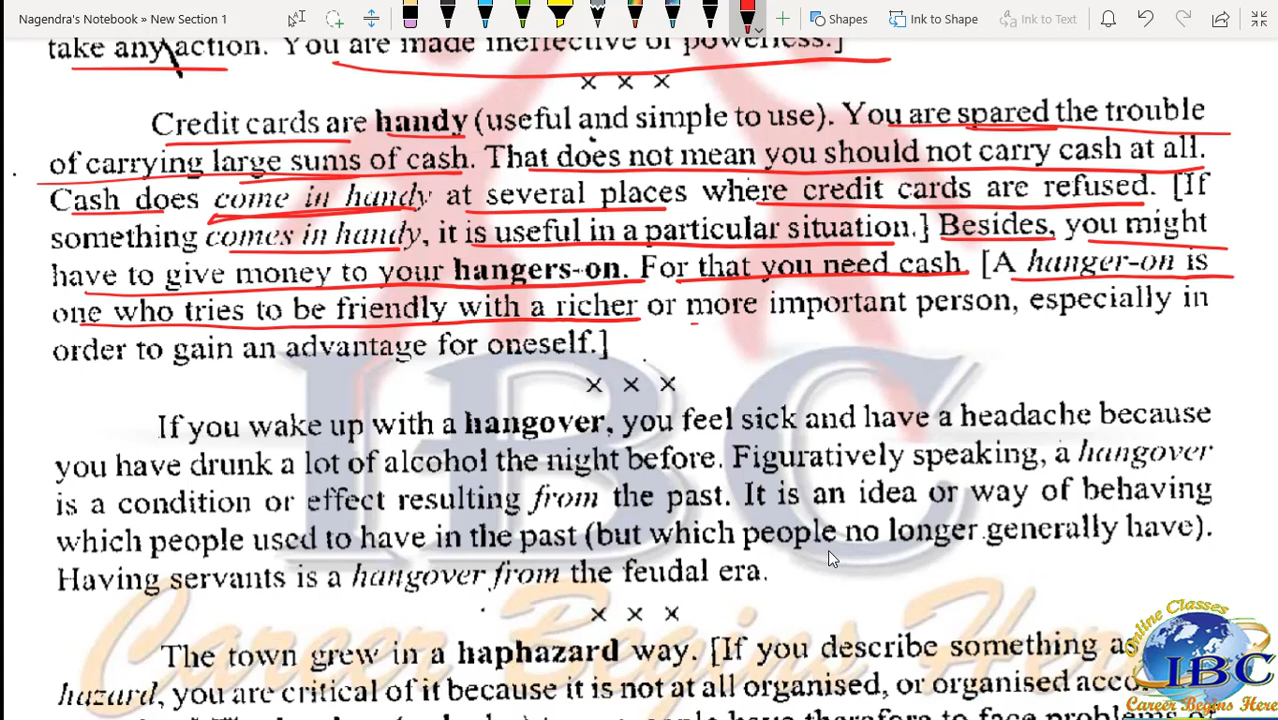 Nagendra's Notebook » New Section 1
Shapes
Ink to Shape
Ink to Text
take any action. You are made ineffective or powerless.]
× × ×
Credit cards are handy (useful and simple to use). You are spared the trouble
of carrying large sums of cash. That does not mean you should not carry cash at all.
Cash does come in handy at several places where credit cards are refused. [If
something comes in handy, it is useful in a particular situation.] Besides, you might
have to give money to your hangers-on. For that you need cash. [A hanger-on is
one who tries to be friendly with a richer or more important person, especially in
order to gain an advantage for oneself.]
× × ×
If you wake up with a hangover, you feel sick and have a headache because
you have drunk a lot of alcohol the night before. Figuratively speaking, a hangover
is a condition or effect resulting from the past. It is an idea or way of behaving
which people used to have in the past (but which people no longer generally have).
Having servants is a hangover from the feudal era.
× × ×
The town grew in a haphazard way. [If you describe something as
hazard, you are critical of it because it is not at all organised, or organised
people have therefore to face problems of
IBC
Career Begins Here
Online Classes
IBC
Career Begins Here